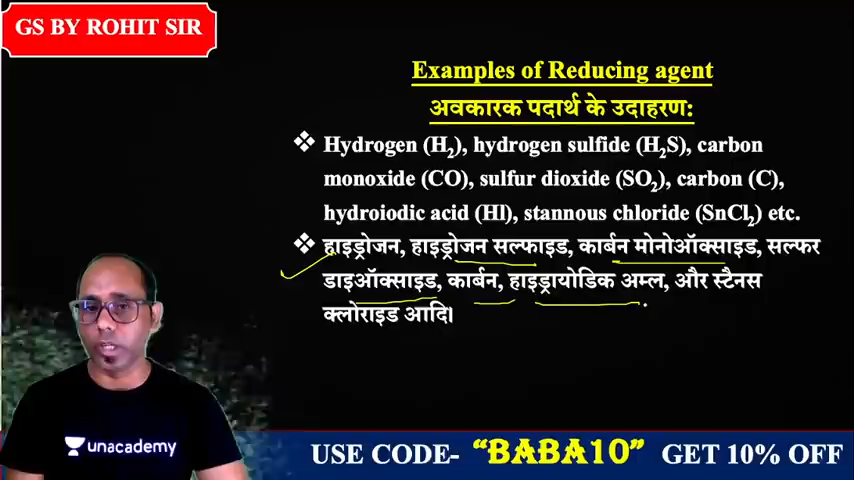 GS BY ROHIT SIR
Examples of Reducing agent
अवकारक पदार्थ के उदाहरण:
❖ Hydrogen (H₂), hydrogen sulfide (H₂S), carbon
monoxide (CO), sulfur dioxide (SO₂), carbon (C),
hydroiodic acid (Hl), stannous chloride (SnCl₂) etc.
❖ हाइड्रोजन, हाइड्रोजन सल्फाइड, कार्बन मोनोऑक्साइड, सल्फर
डाइऑक्साइड, कार्बन, हाइड्रायोडिक अम्ल, और स्टैनस
क्लोराइड आदि।
unacademy
USE CODE- “BABA10” GET 10% OFF